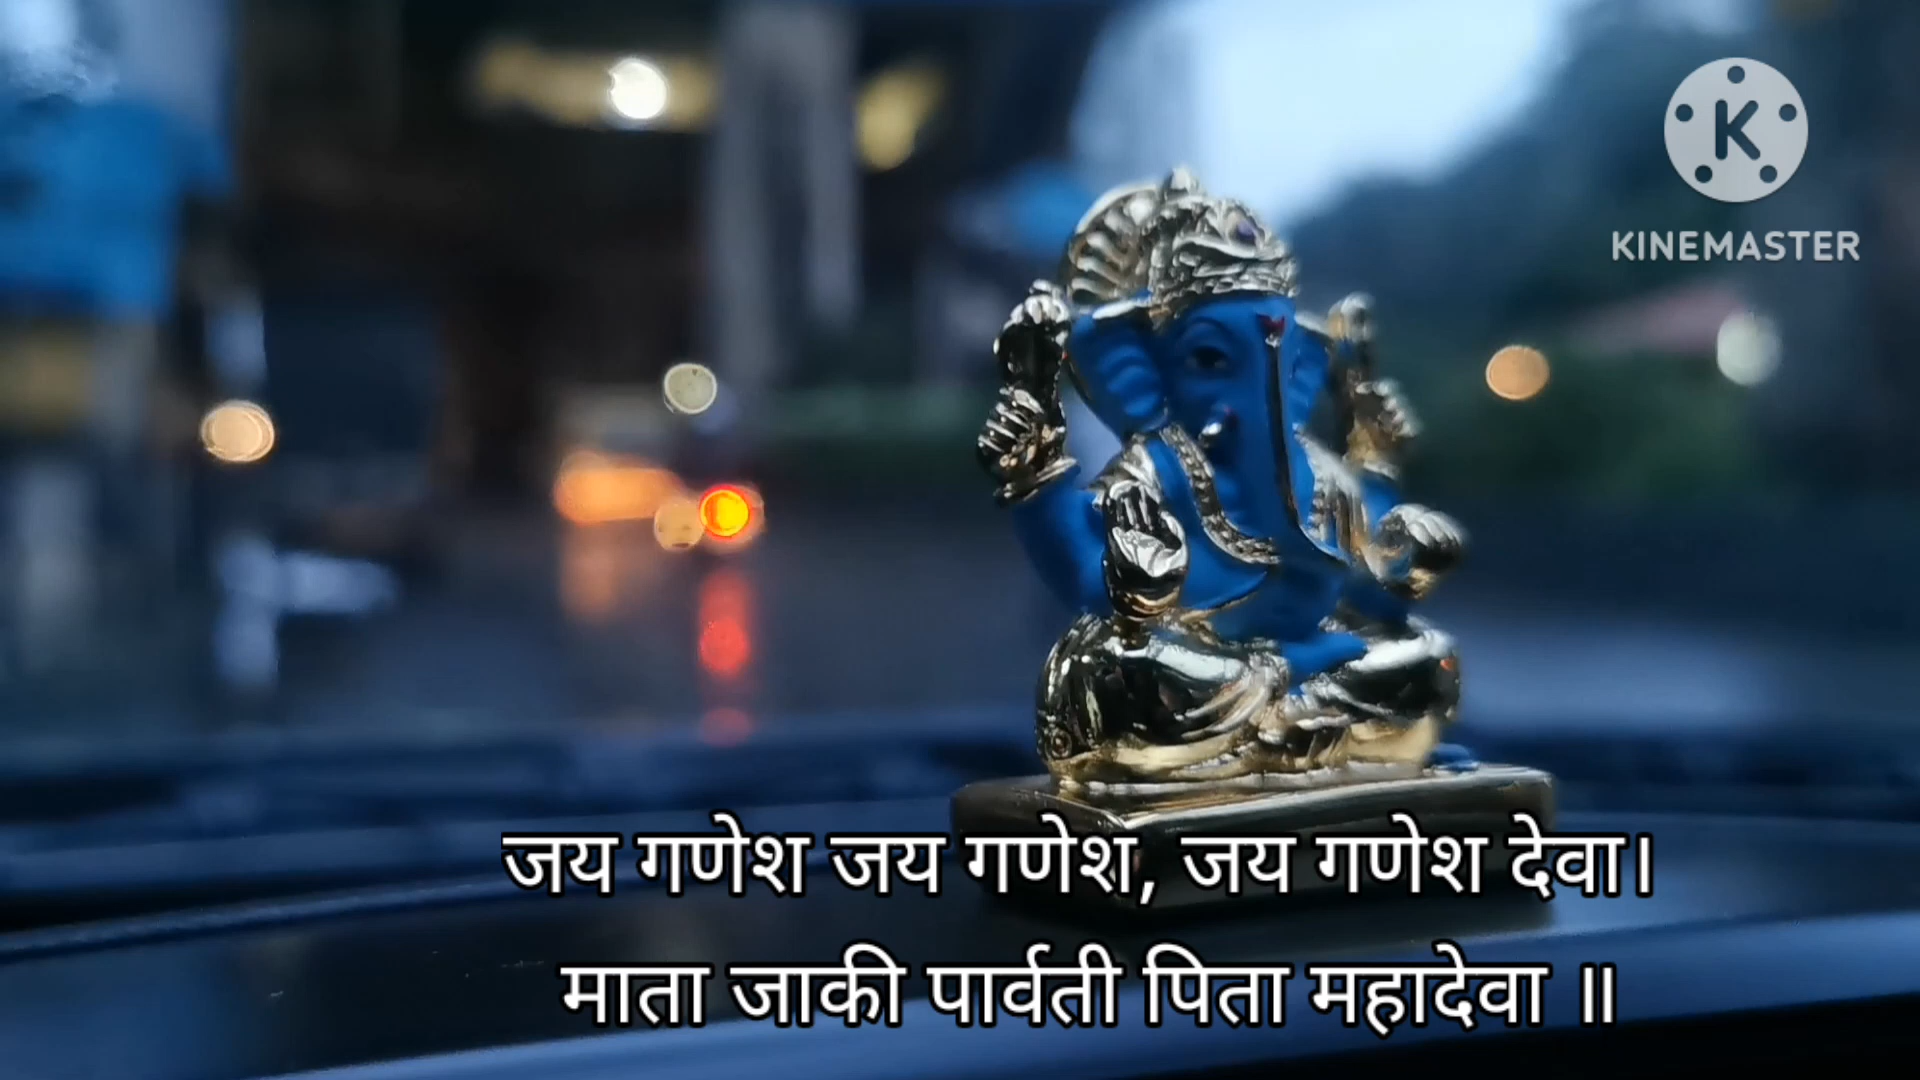 K
KINEMASTER
जय गणेश जय गणेश, जय गणेश देवा।
माता जाकी पार्वती पिता महादेवा ॥